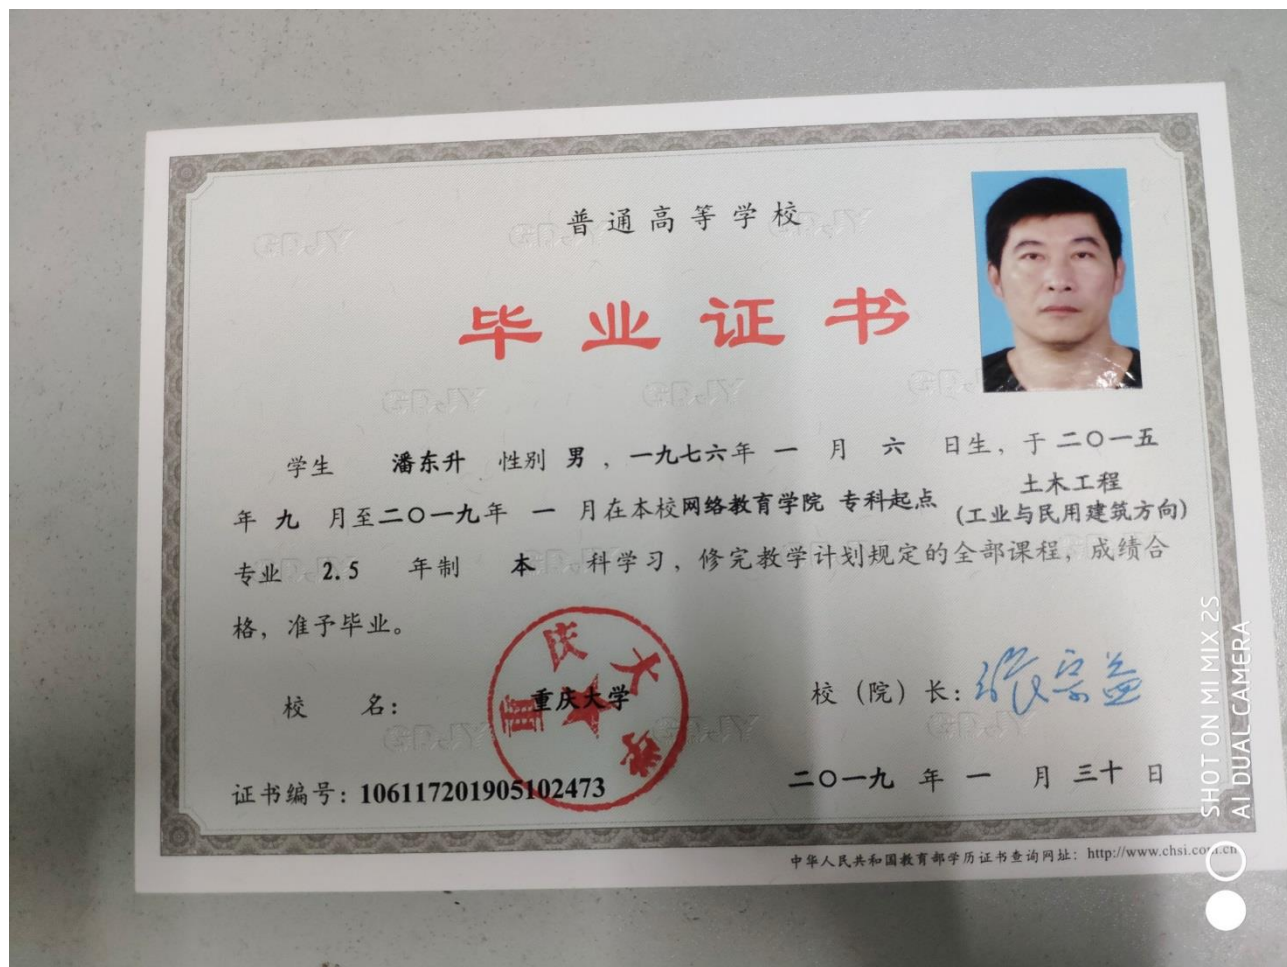 普通高等学校
毕业证书
学生 潘东升 性别 男，一九七六年 一 月 六 日生，于 二〇一五
年 九 月至二〇一九年 一 月在本校网络教育学院 专科起点 土木工程
(工业与民用建筑方向)
专业 2.5 年制 本 科学习，修完教学计划规定的全部课程，成绩合
格，准予毕业。
校 名： 重庆大学
重庆大学
校（院）长：张宗益
证书编号：106117201905102473
二〇一九 年 一 月 三十 日
中华人民共和国教育部学历证书查询网址：http://www.chsi.com.cn
SHOT ON MI MIX 2S
AI DUAL CAMERA